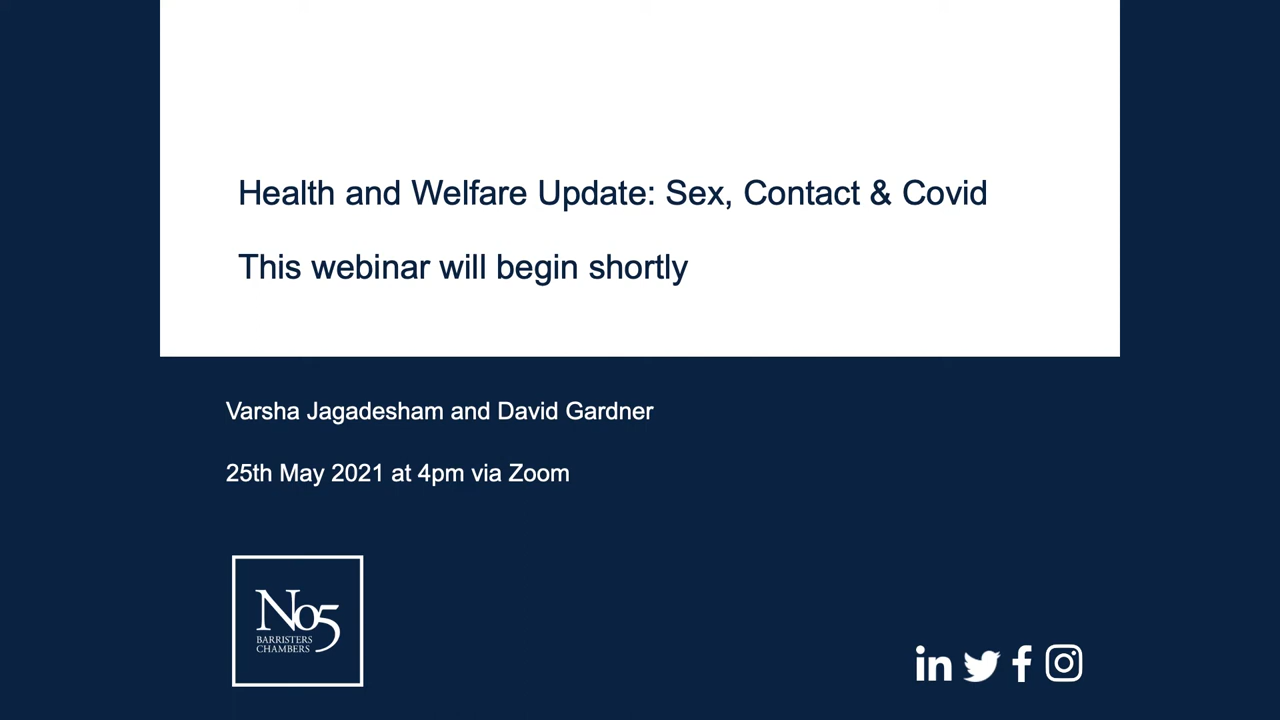 Health and Welfare Update: Sex, Contact & Covid
This webinar will begin shortly
Varsha Jagadesham and David Gardner
25th May 2021 at 4pm via Zoom
No5
BARRISTERS
CHAMBERS
in f